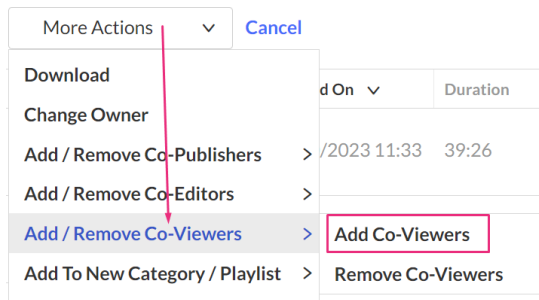 More Actions Cancel
Download
d On Duration
Change Owner
Add / Remove Co-Publishers /2023 11:33 39:26
Add / Remove Co-Editors
Add / Remove Co-Viewers Add Co-Viewers
Add To New Category / Playlist Remove Co-Viewers